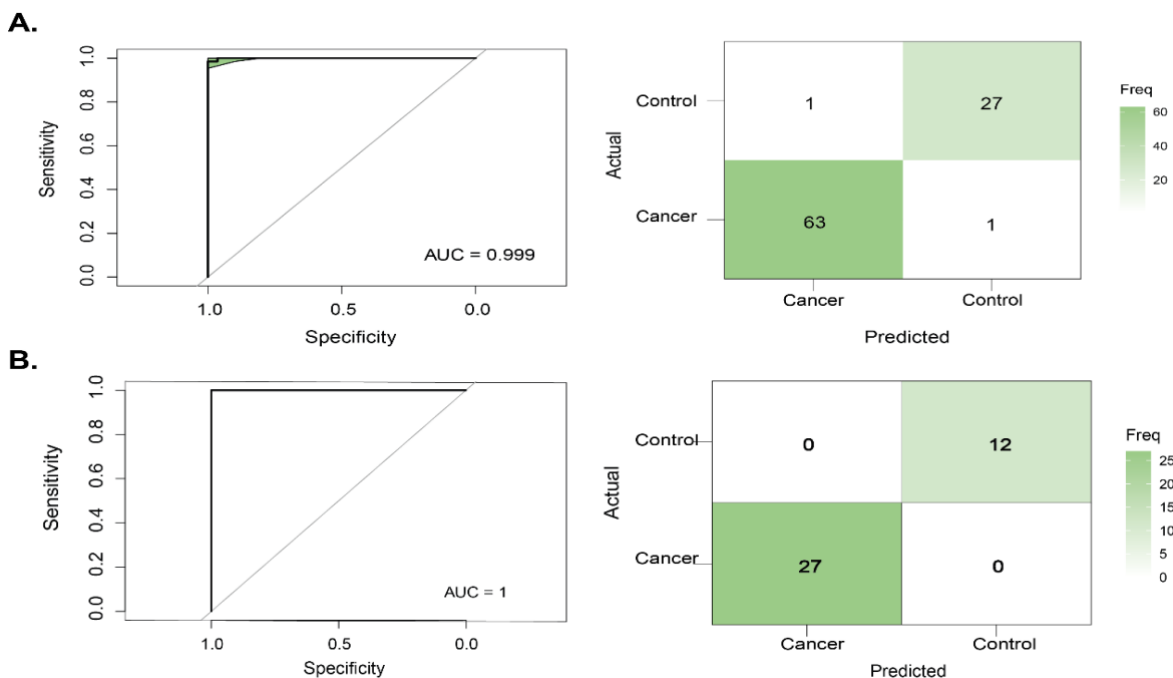 A.
Sensitivity
0.0 0.2 0.4 0.6 0.8 1.0
AUC = 0.999
1.0 0.5 0.0
Specificity
Actual
Control
Cancer
1 27
63 1
Cancer Control
Predicted
Freq
60
40
20
B.
Sensitivity
0.0 0.2 0.4 0.6 0.8 1.0
AUC = 1
1.0 0.5 0.0
Specificity
Actual
Control
Cancer
0 12
27 0
Cancer Control
Predicted
Freq
25
20
15
10
5
0